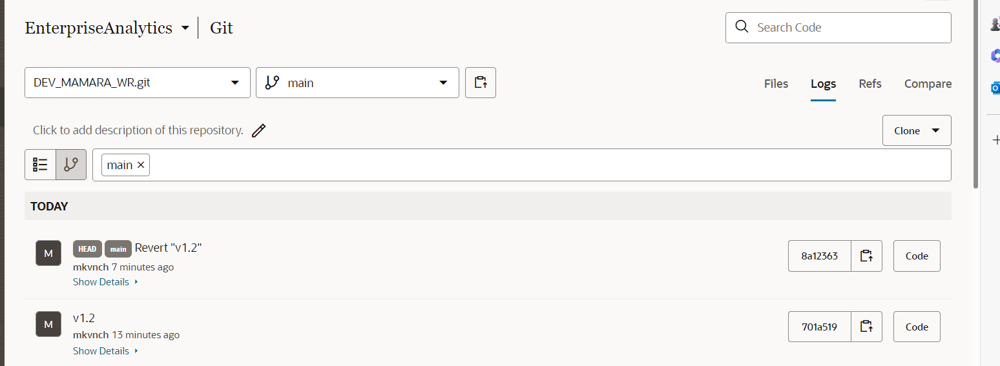 EnterpriseAnalytics Git
Search Code
DEV_MAMARA_WR.git
main
Files Logs Refs Compare
Click to add description of this repository.
Clone
main ×
TODAY
M
HEAD main Revert "v1.2"
mkvnch 7 minutes ago
Show Details
8a12363
Code
M
v1.2
mkvnch 13 minutes ago
Show Details
701a519
Code